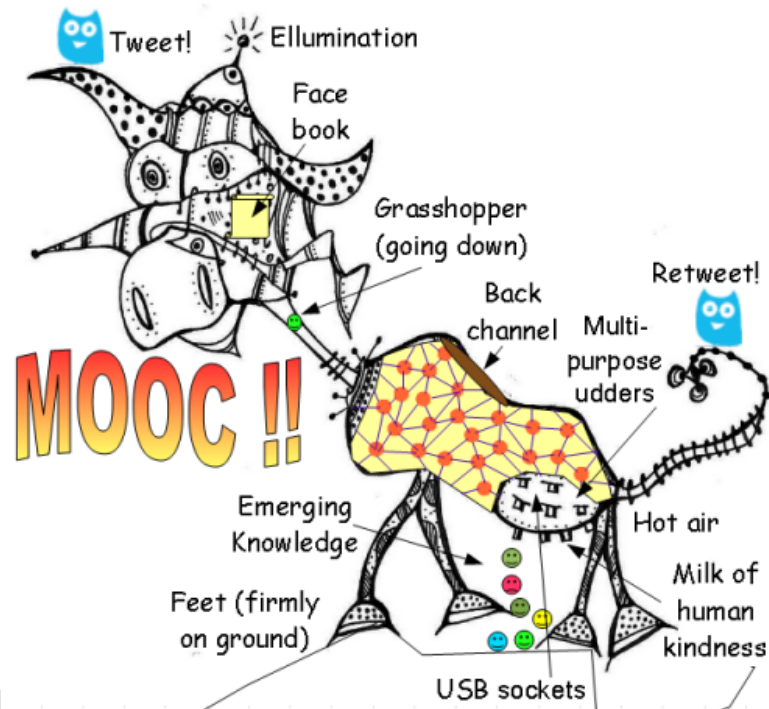 Tweet!
Ellumination
Face
book
Grasshopper
(going down)
Retweet!
Back
channel
Multi-
purpose
udders
MOOC !!
Emerging
Knowledge
Hot air
Feet (firmly
on ground)
Milk of
human
kindness
USB sockets